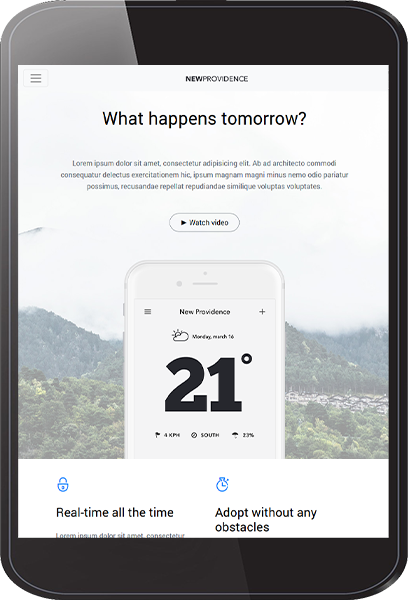 NEWPROVIDENCE
What happens tomorrow?
Lorem ipsum dolor sit amet, consectetur adipisicing elit. Ab ad architecto commodi
consequatur delectus exercitationem hic, ipsum magnam magni minus nemo odio pariatur
possimus, recusandae repellat repudiandae similique voluptas voluptates.
▶ Watch video
New Providence
Monday, march 16
21°
4 KPH SOUTH 23%
Real-time all the time
Adopt without any
obstacles
Lorem ipsum dolor sit amet, consectetur